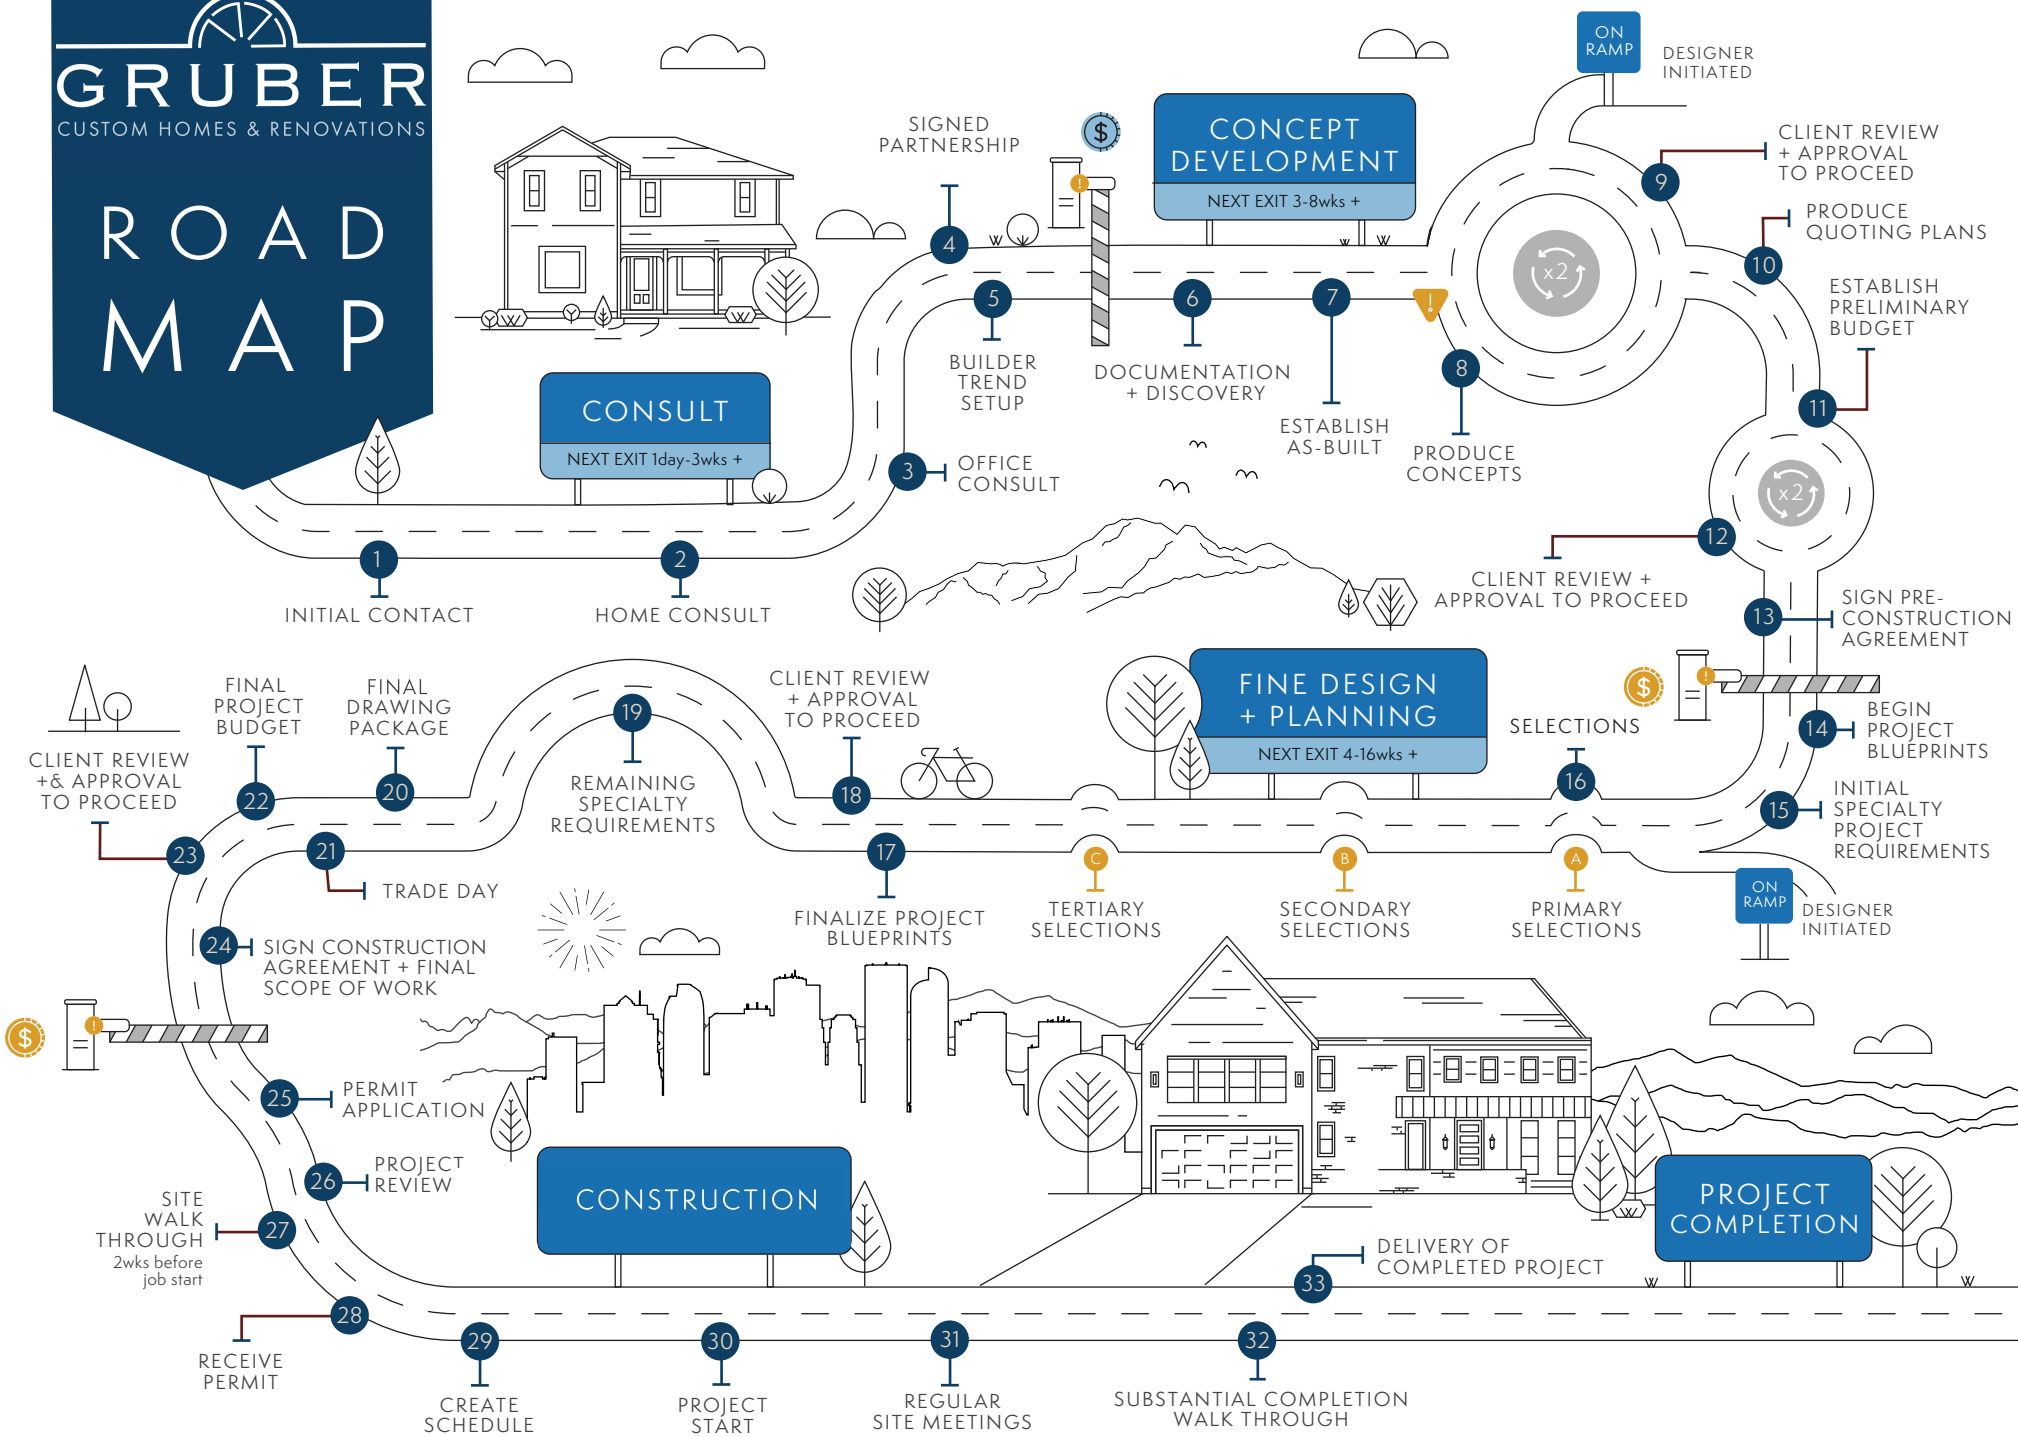 GRUBER
CUSTOM HOMES & RENOVATIONS
ROAD
MAP
CONSULT
NEXT EXIT 1day-3wks +
1
INITIAL CONTACT
2
HOME CONSULT
3
OFFICE
CONSULT
4
SIGNED
PARTNERSHIP
5
BUILDER
TREND
SETUP
$
!
CONCEPT
DEVELOPMENT
NEXT EXIT 3-8wks +
6
DOCUMENTATION
+ DISCOVERY
7
ESTABLISH
AS-BUILT
!
8
PRODUCE
CONCEPTS
x2
ON
RAMP
DESIGNER
INITIATED
9
CLIENT REVIEW
+ APPROVAL
TO PROCEED
10
PRODUCE
QUOTING PLANS
11
ESTABLISH
PRELIMINARY
BUDGET
x2
12
CLIENT REVIEW +
APPROVAL TO PROCEED
13
SIGN PRE-
CONSTRUCTION
AGREEMENT
$
!
14
BEGIN
PROJECT
BLUEPRINTS
15
INITIAL
SPECIALTY
PROJECT
REQUIREMENTS
ON
RAMP
DESIGNER
INITIATED
FINE DESIGN
+ PLANNING
NEXT EXIT 4-16wks +
SELECTIONS
16
A
PRIMARY
SELECTIONS
B
SECONDARY
SELECTIONS
C
TERTIARY
SELECTIONS
17
FINALIZE PROJECT
BLUEPRINTS
CLIENT REVIEW
+ APPROVAL
TO PROCEED
18
19
REMAINING
SPECIALTY
REQUIREMENTS
FINAL
DRAWING
PACKAGE
20
21
TRADE DAY
FINAL
PROJECT
BUDGET
22
CLIENT REVIEW
+& APPROVAL
TO PROCEED
23
24
SIGN CONSTRUCTION
AGREEMENT + FINAL
SCOPE OF WORK
$
!
25
PERMIT
APPLICATION
26
PROJECT
REVIEW
27
SITE
WALK
THROUGH
2wks before
job start
28
RECEIVE
PERMIT
CONSTRUCTION
29
CREATE
SCHEDULE
30
PROJECT
START
31
REGULAR
SITE MEETINGS
32
SUBSTANTIAL COMPLETION
WALK THROUGH
33
DELIVERY OF
COMPLETED PROJECT
PROJECT
COMPLETION